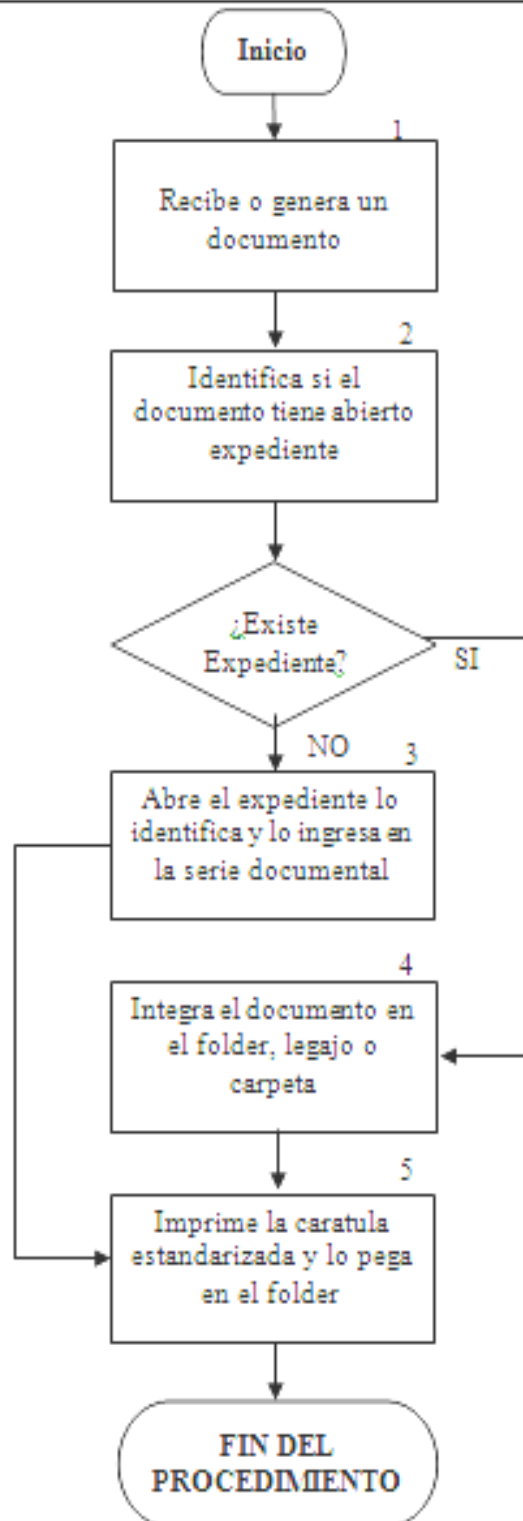 Inicio
1
Recibe o genera un
documento
2
Identifica si el
documento tiene abierto
expediente
¿Existe
Expediente?
SI
NO
3
Abre el expediente lo
identifica y lo ingresa en
la serie documental
4
Integra el documento en
el folder, legajo o
carpeta
5
Imprime la caratula
estandarizada y lo pega
en el folder
FIN DEL
PROCEDIMIENTO